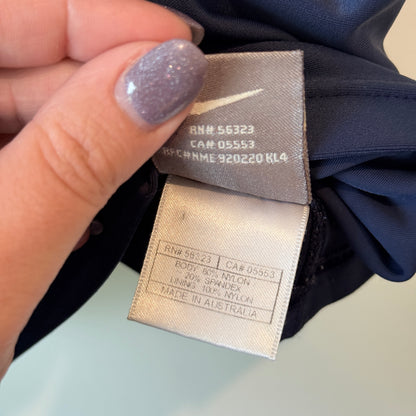 RN# 56323
CA# 05553
RFC#NME 920220 KL4
RN# 56323 CA# 05553
BODY 80% NYLON
20% SPANDEX
LINING 100% NYLON
MADE IN AUSTRALIA